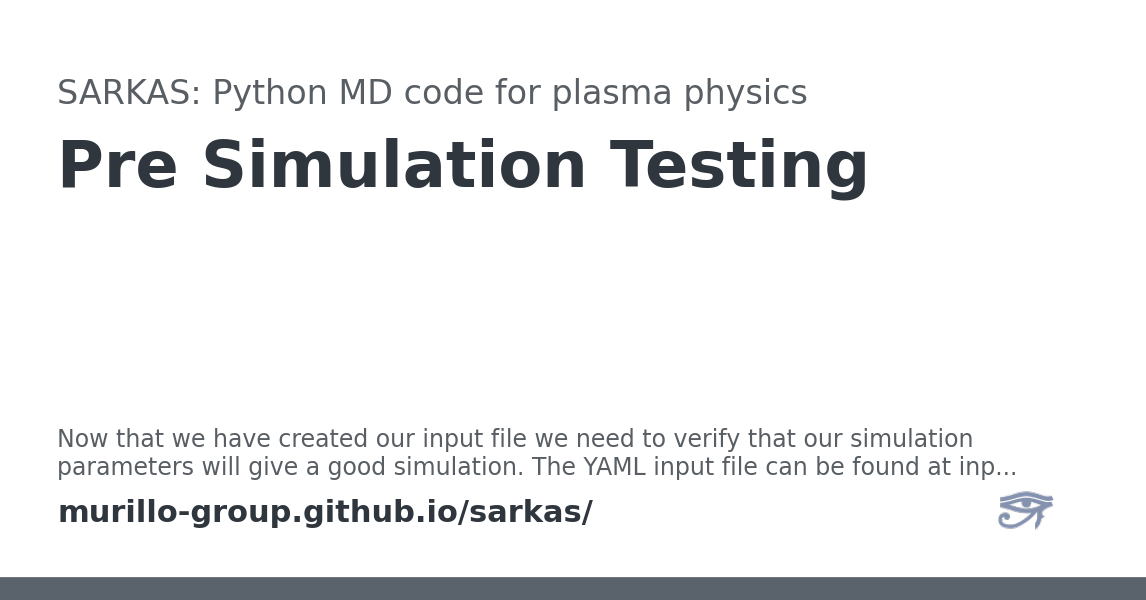 SARKAS: Python MD code for plasma physics
Pre Simulation Testing
Now that we have created our input file we need to verify that our simulation
parameters will give a good simulation. The YAML input file can be found at inp...
murillo-group.github.io/sarkas/